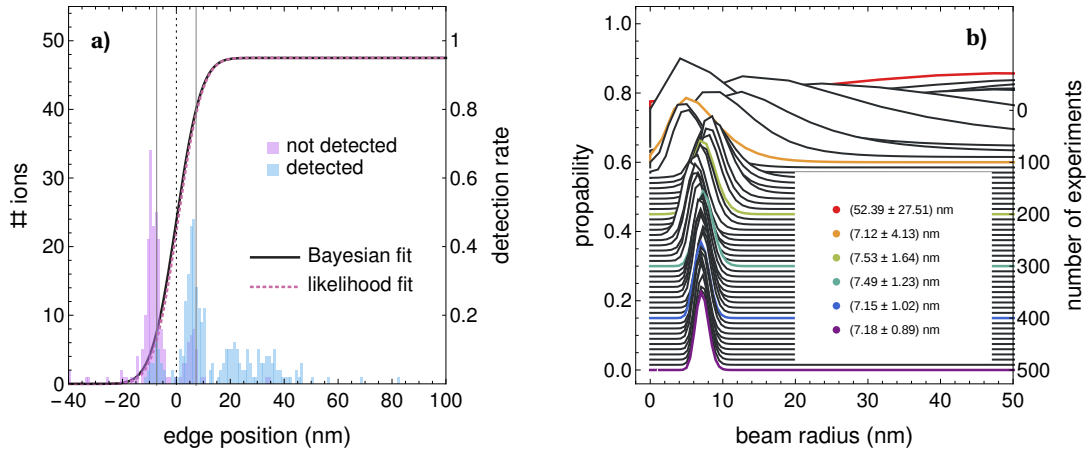 a)
50
40
30
20
10
0
# ions
1
0.8
0.6
0.4
0.2
detection rate
not detected
detected
Bayesian fit
likelihood fit
−40 −20 0 20 40 60 80 100
edge position (nm)
b)
1.0
0.8
0.6
0.4
0.2
0.0
propability
0
100
200
300
400
500
number of experiments
(52.39 ± 27.51) nm
(7.12 ± 4.13) nm
(7.53 ± 1.64) nm
(7.49 ± 1.23) nm
(7.15 ± 1.02) nm
(7.18 ± 0.89) nm
0 10 20 30 40 50
beam radius (nm)